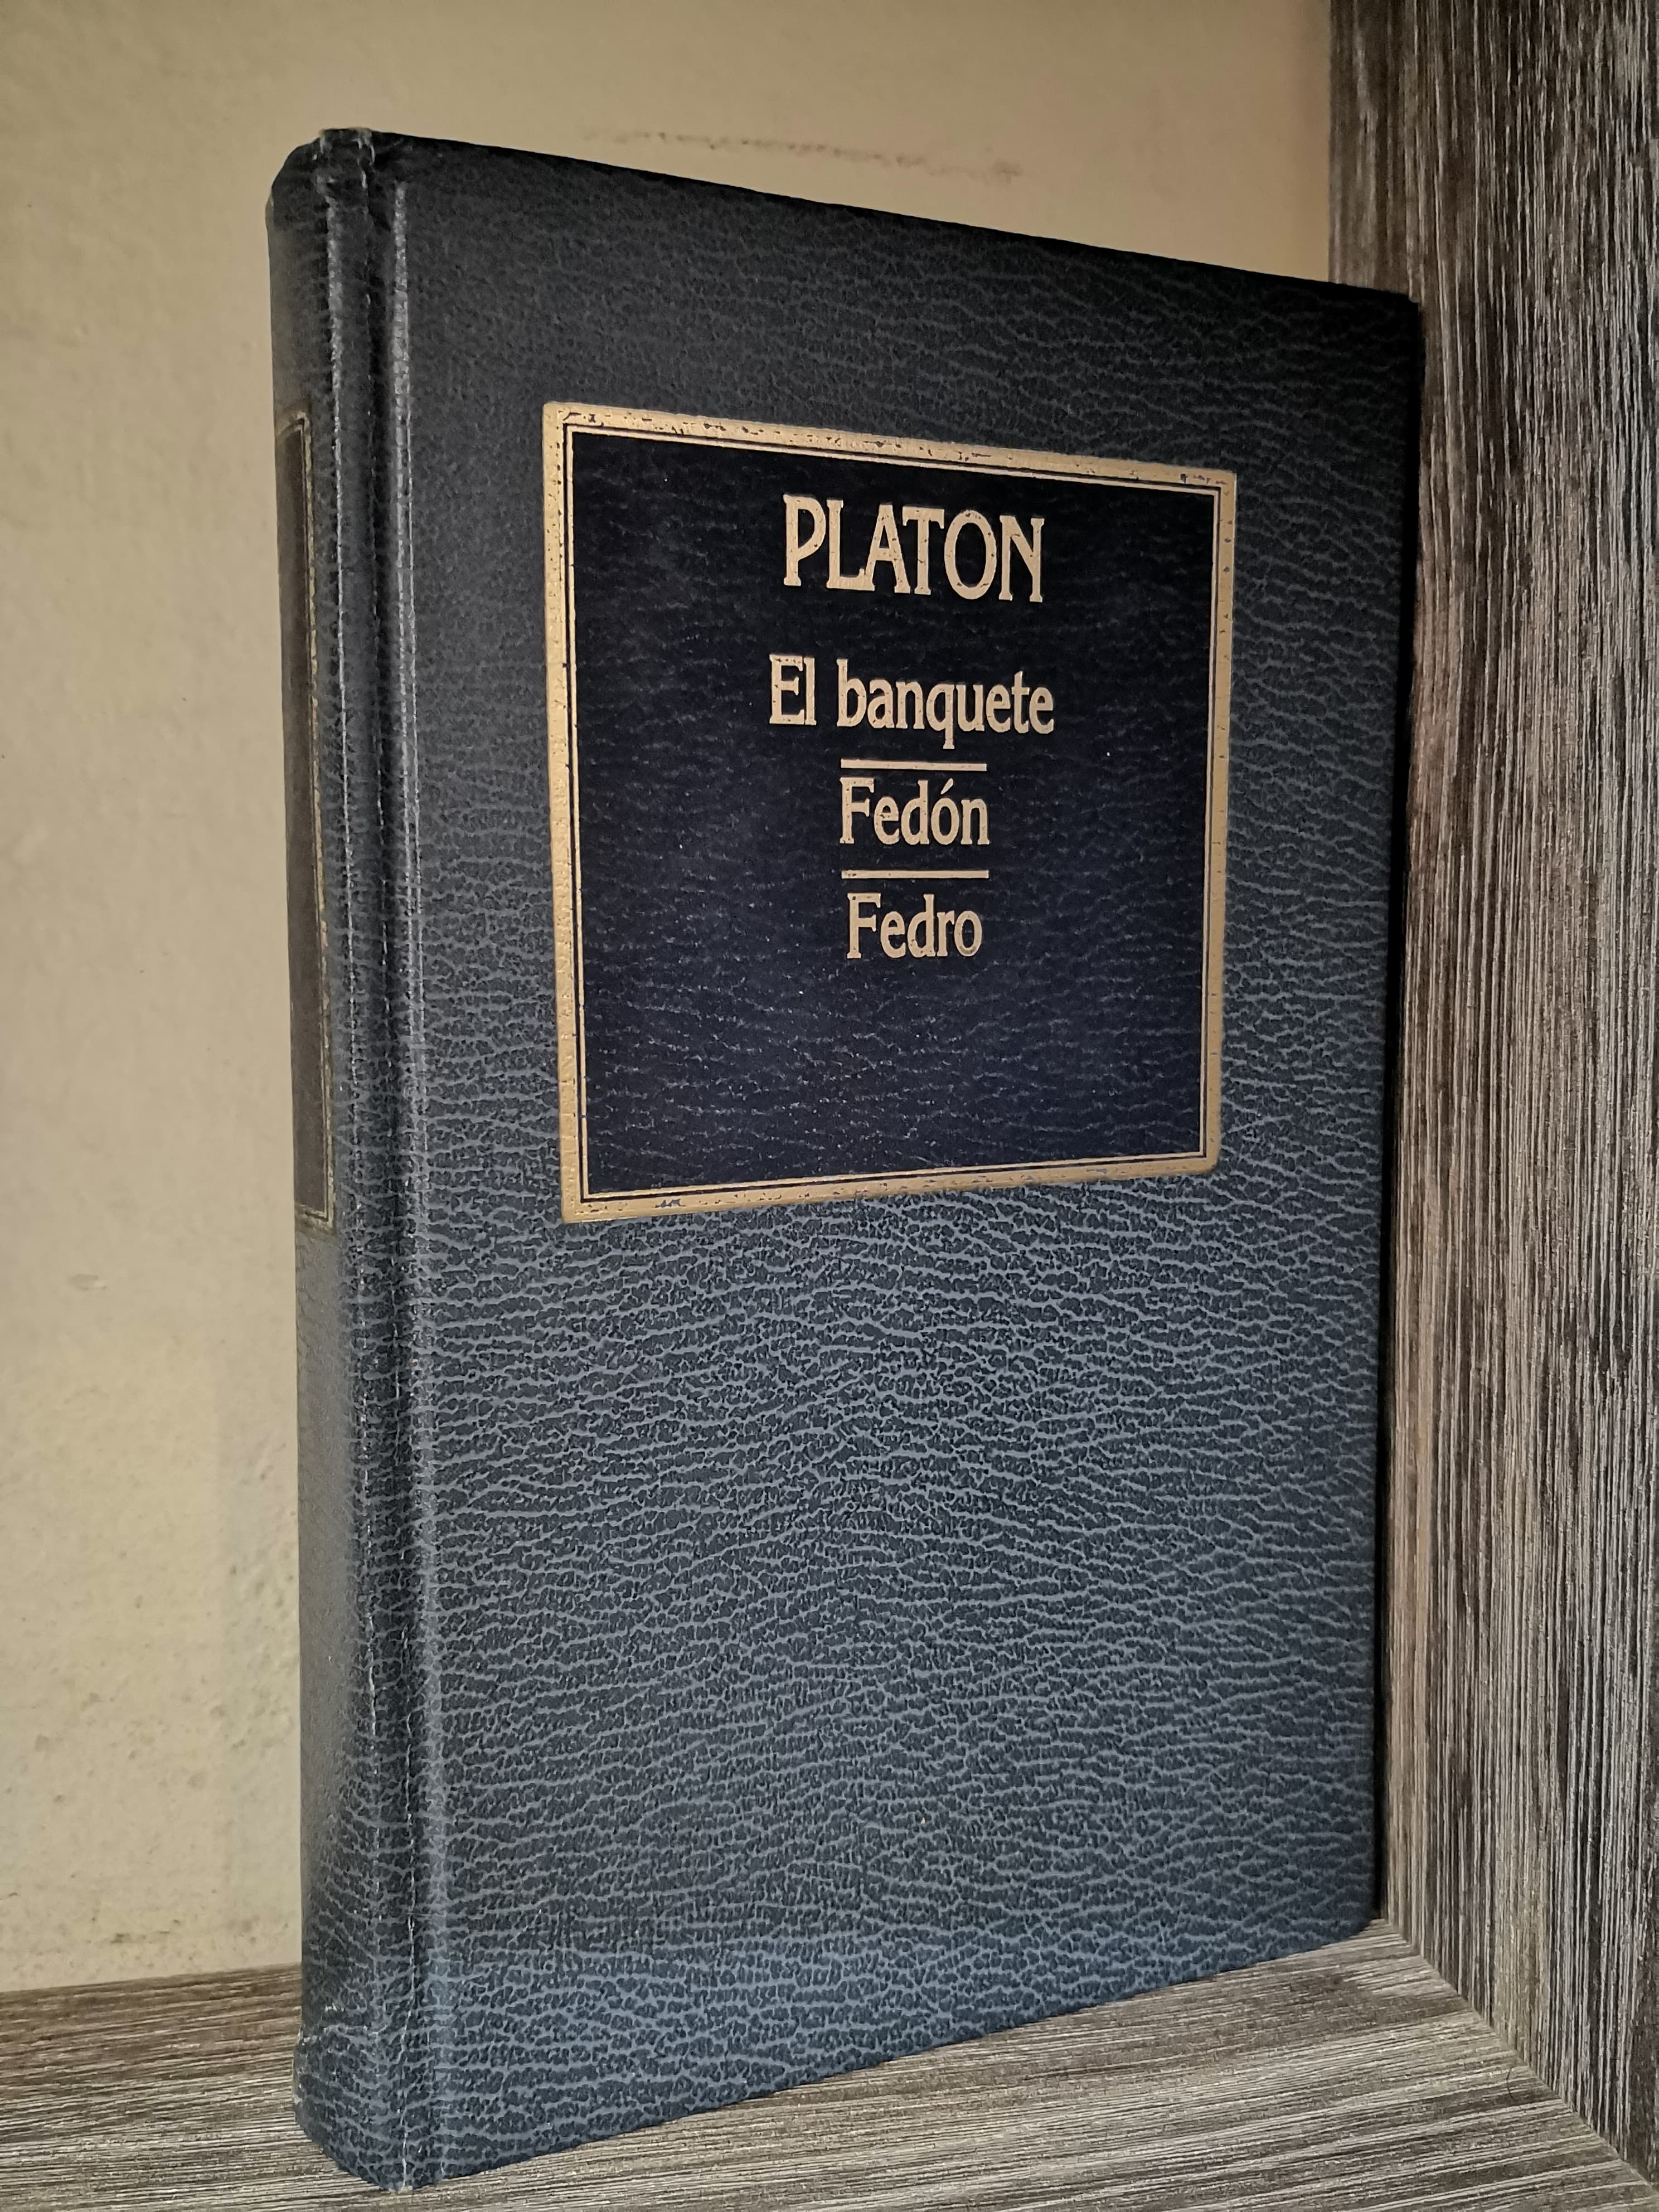 PLATON
El banquete
Fedón
Fedro